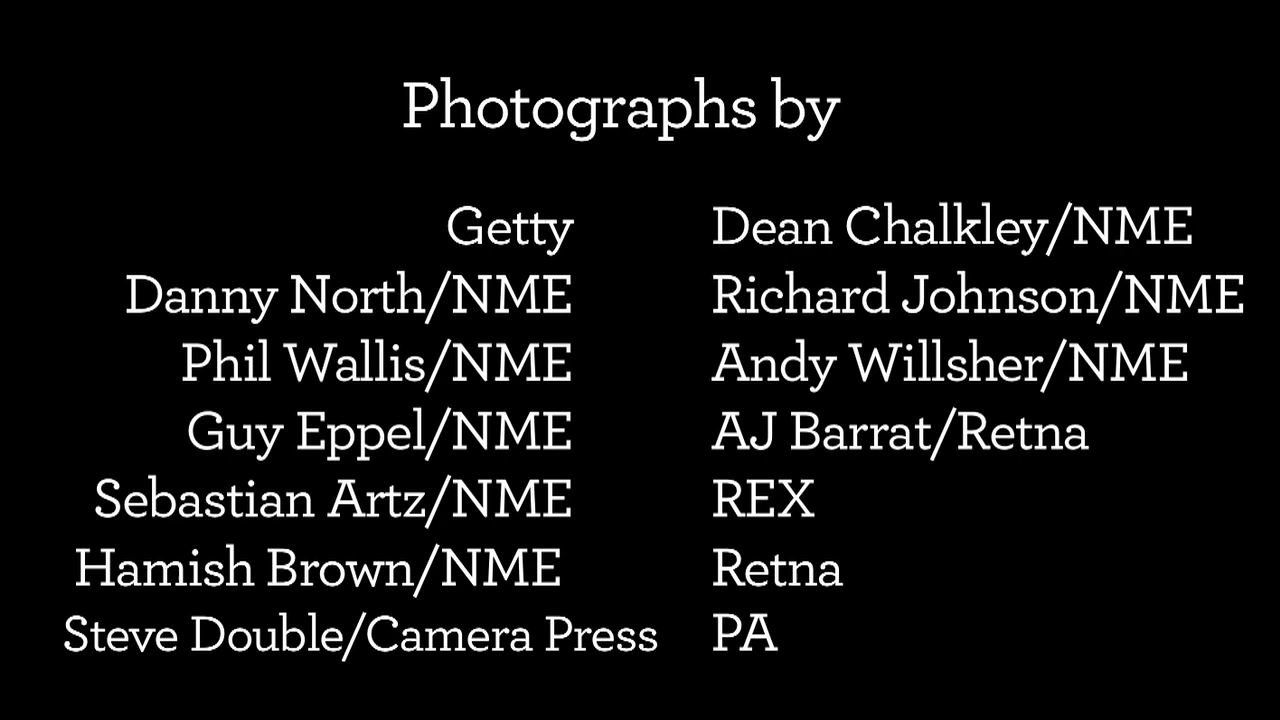 Photographs by
Getty
Danny North/NME
Phil Wallis/NME
Guy Eppel/NME
Sebastian Artz/NME
Hamish Brown/NME
Steve Double/Camera Press
Dean Chalkley/NME
Richard Johnson/NME
Andy Willsher/NME
AJ Barrat/Retna
REX
Retna
PA